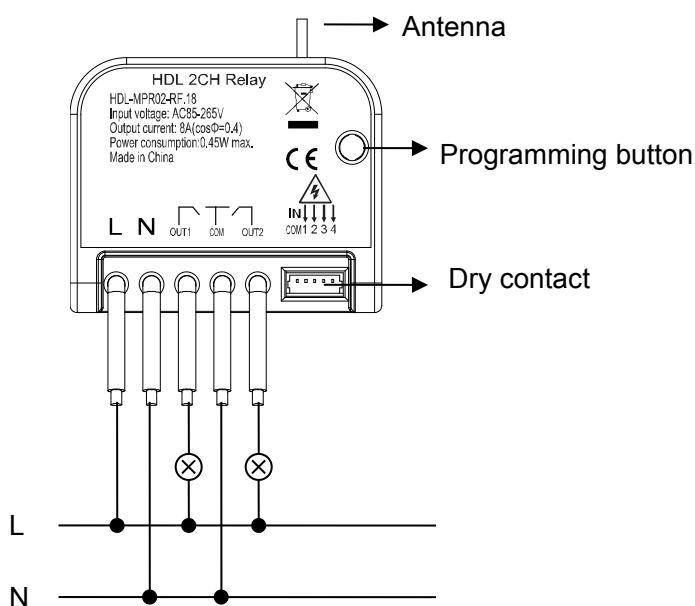 Antenna
HDL 2CH Relay
HDL-MPR02-RF.18
Input voltage: AC85-265V
Output current: 8A(cosΦ=0.4)
Power consumption:0.45W max.
Made in China
CE
Programming button
L N OUT1 COM OUT2
IN
COM1 2 3 4
Dry contact
L
N